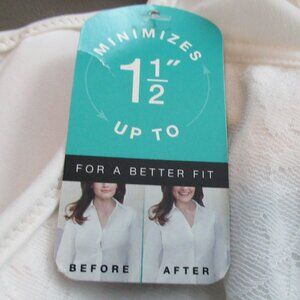 MINIMIZES
1 1/2"
UP TO
FOR A BETTER FIT
BEFORE AFTER